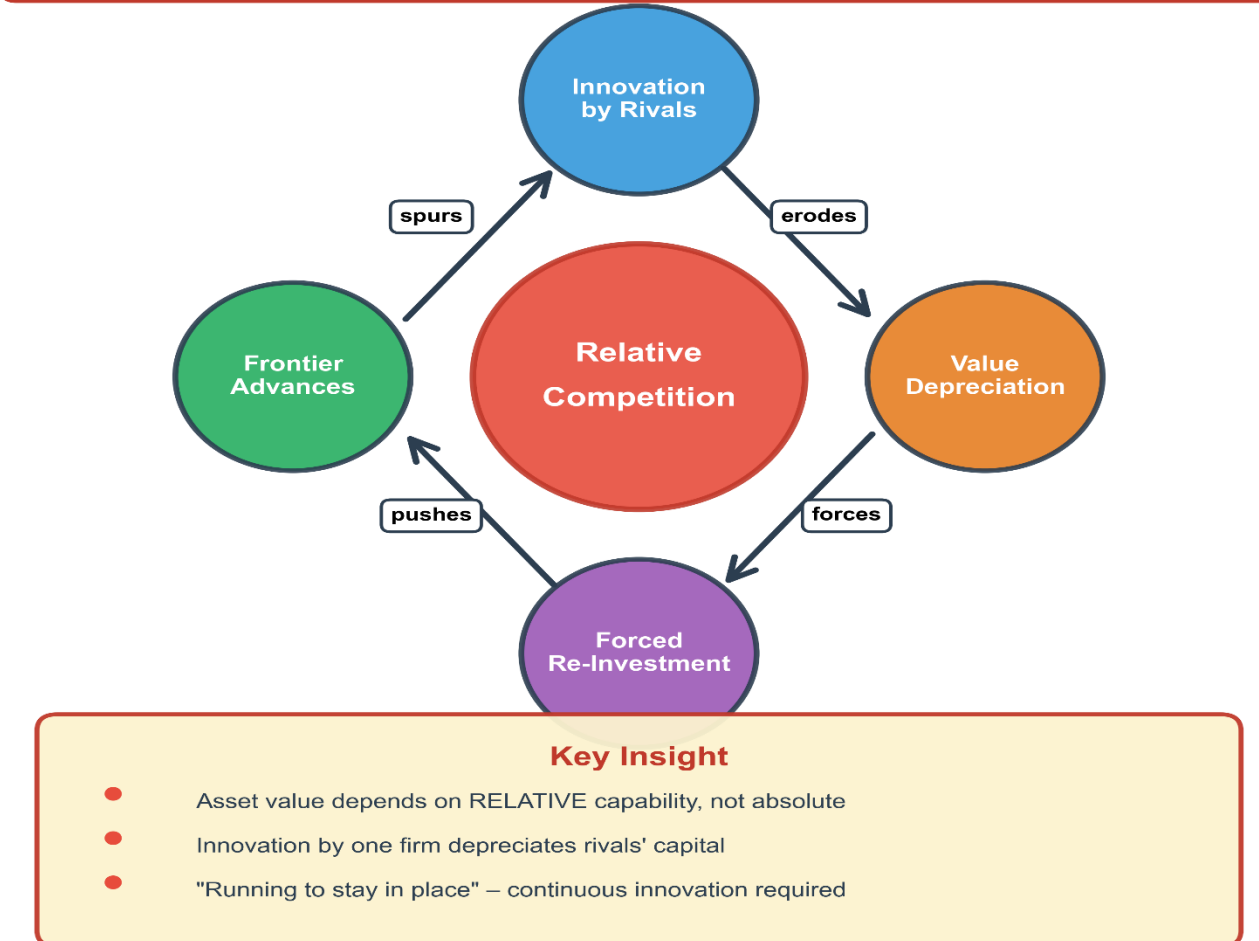 Innovation
by Rivals
spurs
erodes
Relative
Competition
Frontier
Advances
Value
Depreciation
pushes
forces
Forced
Re-Investment
Key Insight
Asset value depends on RELATIVE capability, not absolute
Innovation by one firm depreciates rivals' capital
"Running to stay in place" – continuous innovation required